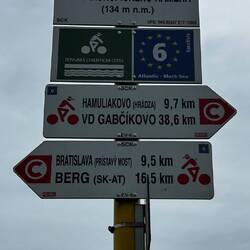 (134 m n.m.)
SCK
6
Atlantic - Black Sea
HAMULIAKOVO (HRÁDZA) 9,7 km
VD GABČÍKOVO 38,6 km
C
BRATISLAVA (PRÍSTAVNÝ MOST) 9,5 km
BERG (SK-AT) 16,5 km
C